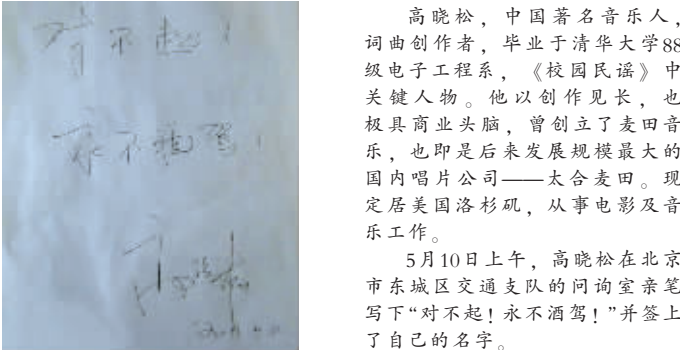 对不起！
永不酒驾！
高晓松，中国著名音乐人，
词曲创作者，毕业于清华大学88
级电子工程系，《校园民谣》中
关键人物。他以创作见长，也
极具商业头脑，曾创立了麦田音
乐，也即是后来发展规模最大的
国内唱片公司——太合麦田。现
定居美国洛杉矶，从事电影及音
乐工作。
5月10日上午，高晓松在北京
市东城区交通支队的问询室亲笔
写下“对不起！永不酒驾！”并签上
了自己的名字。